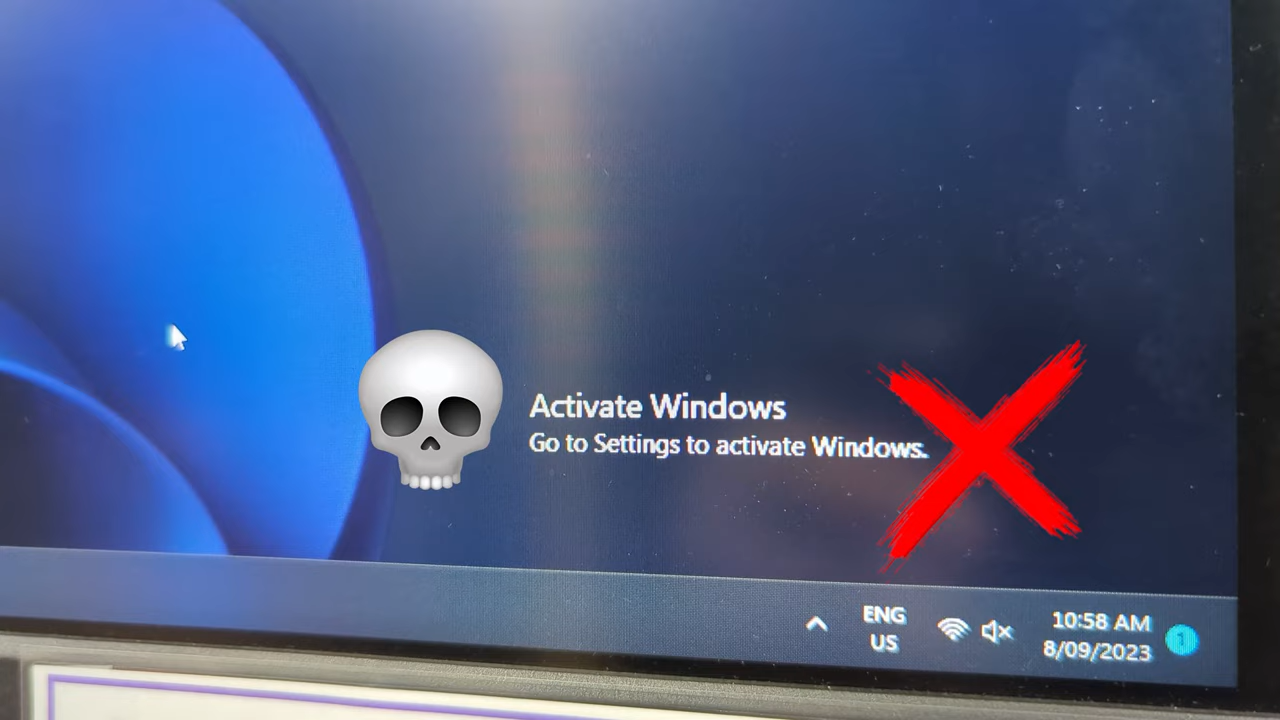 Activate Windows
Go to Settings to activate Windows.
ENG
US
10:58 AM
8/09/2023
1